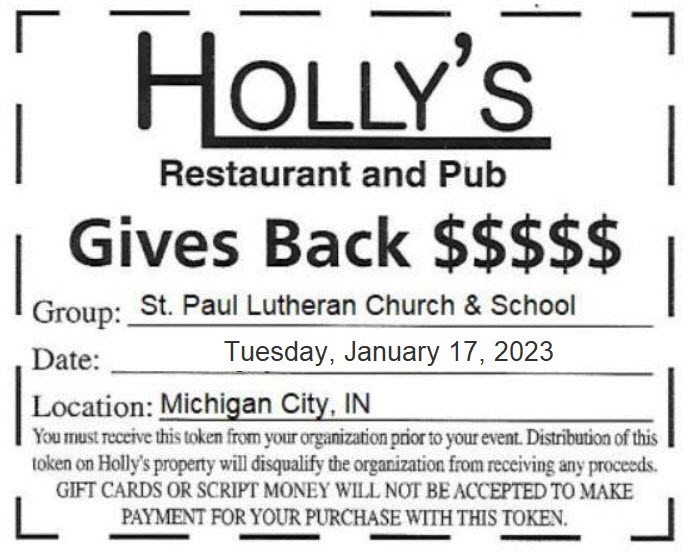 HOLLY'S
Restaurant and Pub
Gives Back $$$$$
Group: St. Paul Lutheran Church & School
Date: Tuesday, January 17, 2023
Location: Michigan City, IN
You must receive this token from your organization prior to your event. Distribution of this
token on Holly's property will disqualify the organization from receiving any proceeds.
GIFT CARDS OR SCRIPT MONEY WILL NOT BE ACCEPTED TO MAKE
PAYMENT FOR YOUR PURCHASE WITH THIS TOKEN.